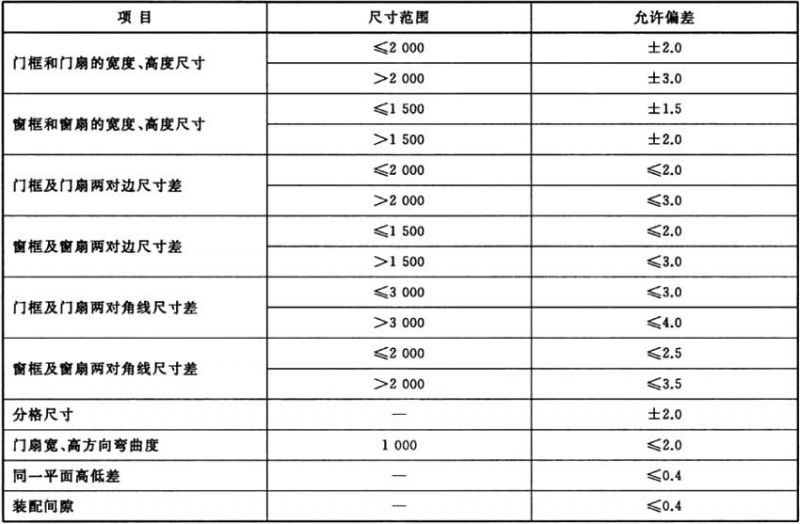 项 目 尺寸范围 允许偏差
门框和门扇的宽度、高度尺寸 ≤2 000 ±2.0
>2 000 ±3.0
窗框和窗扇的宽度、高度尺寸 ≤1 500 ±1.5
>1 500 ±2.0
门框及门扇两对边尺寸差 ≤2 000 ≤2.0
>2 000 ≤3.0
窗框及窗扇两对边尺寸差 ≤1 500 ≤2.0
>1 500 ≤3.0
门框及门扇两对角线尺寸差 ≤3 000 ≤3.0
>3 000 ≤4.0
窗框及窗扇两对角线尺寸差 ≤2 000 ≤2.5
>2 000 ≤3.5
分格尺寸 — ±2.0
门扇宽、高方向弯曲度 1 000 ≤2.0
同一平面高低差 — ≤0.4
装配间隙 — ≤0.4